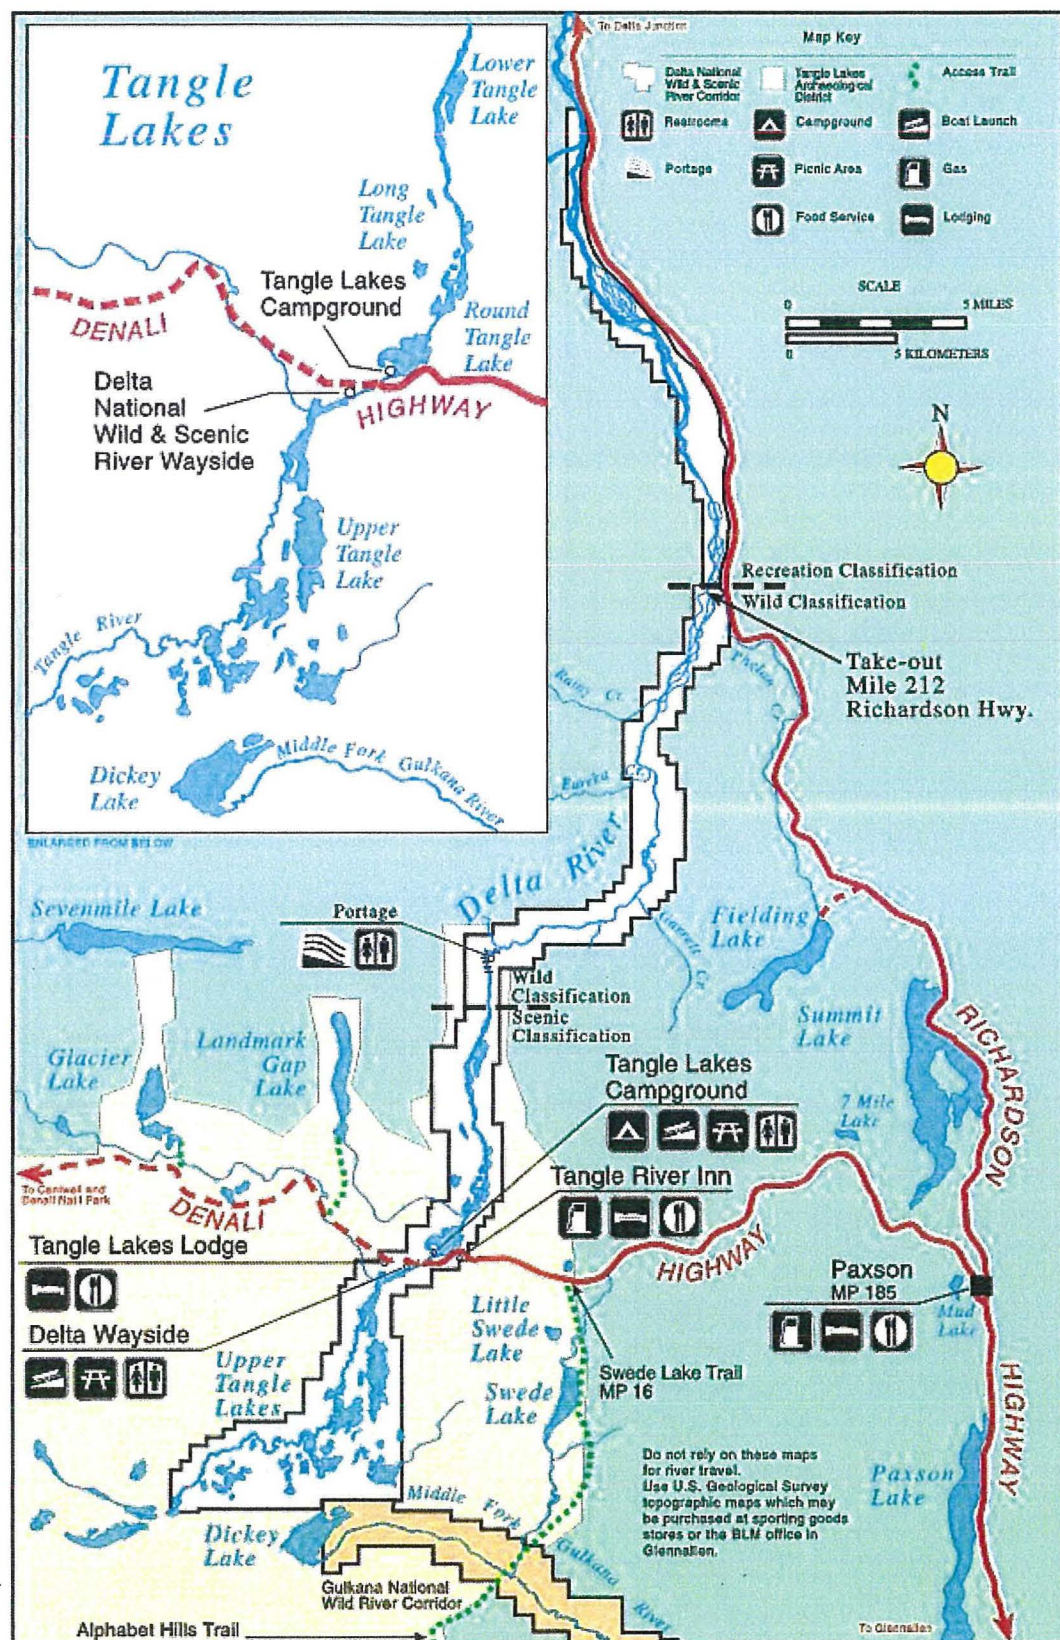 Tangle
Lakes
Lower
Tangle
Lake
Long
Tangle
Lake
Tangle Lakes
Campground
DENALI
Round
Tangle
Lake
Delta
National
Wild & Scenic
River Wayside
HIGHWAY
Upper
Tangle
Lake
Tangle River
Dickey
Lake
Middle Fork Gulkana River
ENLARGED FROM BELOW
To Delta Junction
Map Key
Delta National
Wild & Scenic
River Corridor
Tangle Lakes
Archaeological
District
Access Trail
Restrooms
Campground
Boat Launch
Portage
Picnic Area
Gas
Food Service
Lodging
SCALE
0 5 MILES
0 5 KILOMETERS
N
Recreation Classification
Wild Classification
Take-out
Mile 212
Richardson Hwy.
Phelan
Rainy Cr.
Eureka Cr.
Delta River
Sevenmile Lake
Portage
Garrett Cr.
Fielding
Lake
Wild
Classification
Scenic
Classification
Summit
Lake
RICHARDSON
Glacier
Lake
Landmark
Gap
Lake
Tangle Lakes
Campground
7 Mile
Lake
Tangle River Inn
To Cantwell and
Denali Nat'l Park
DENALI
HIGHWAY
Tangle Lakes Lodge
Paxson
MP 185
Mud
Lake
Delta Wayside
Little
Swede
Lake
Upper
Tangle
Lakes
Swede
Lake
Swede Lake Trail
MP 16
HIGHWAY
Do not rely on these maps
for river travel.
Use U.S. Geological Survey
topographic maps which may
be purchased at sporting goods
stores or the BLM office in
Glennallen.
Paxson
Lake
Middle Fork Gulkana River
Dickey
Lake
Gulkana National
Wild River Corridor
Alphabet Hills Trail
To Glennallen